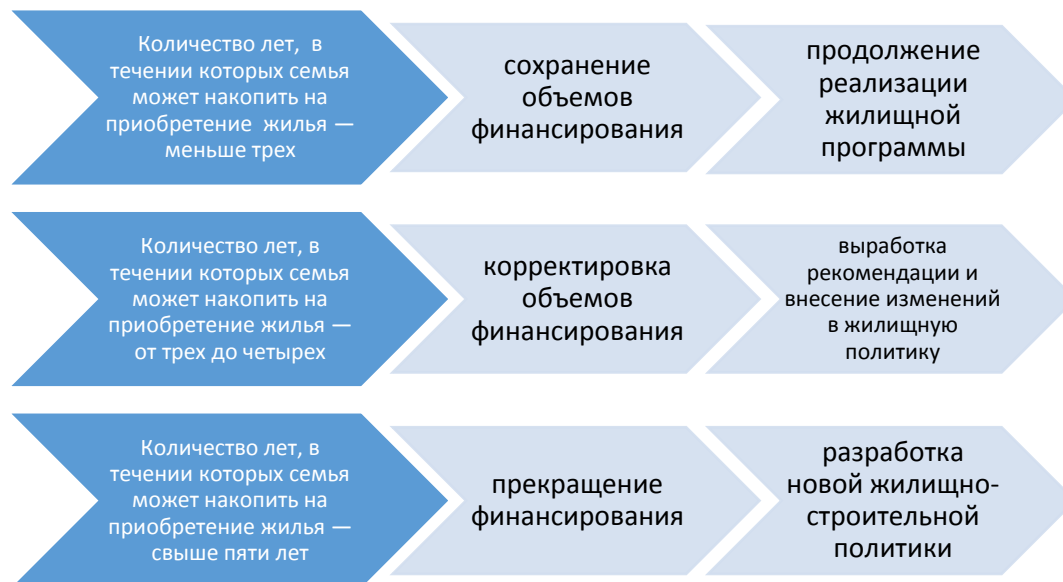 Количество лет, в
течении которых семья
может накопить на
приобретение жилья —
меньше трех
сохранение
объемов
финансирования
продолжение
реализации
жилищной
программы
Количество лет, в
течении которых семья
может накопить на
приобретение жилья —
от трех до четырех
корректировка
объемов
финансирования
выработка
рекомендации и
внесение изменений
в жилищную
политику
Количество лет, в
течении которых семья
может накопить на
приобретение жилья —
свыше пяти лет
прекращение
финансирования
разработка
новой жилищно-
строительной
политики